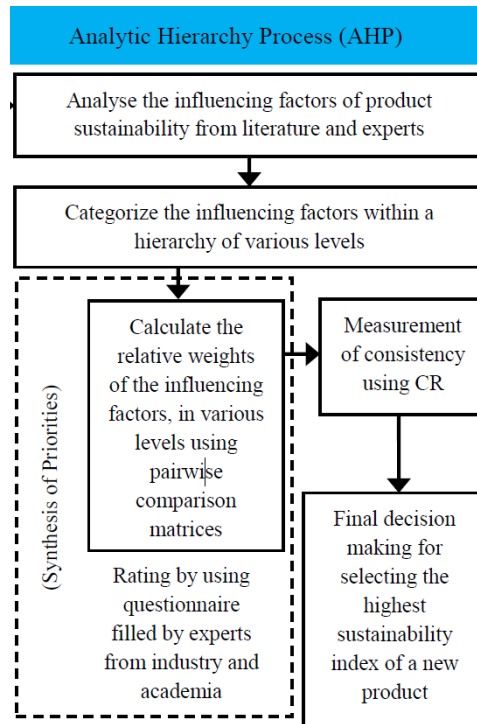 Analytic Hierarchy Process (AHP)
Analyse the influencing factors of product
sustainability from literature and experts
Categorize the influencing factors within a
hierarchy of various levels
(Synthesis of Priorities)
Calculate the
relative weights
of the influencing
factors, in various
levels using
pairwise
comparison
matrices
Rating by using
questionnaire
filled by experts
from industry and
academia
Measurement
of consistency
using CR
Final decision
making for
selecting the
highest
sustainability
index of a new
product